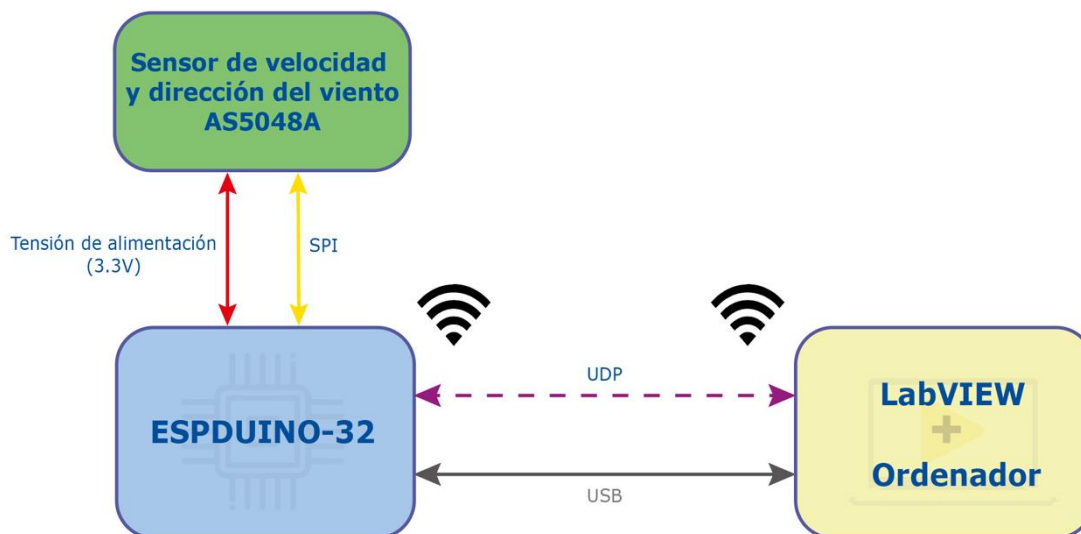 Sensor de velocidad
y dirección del viento
AS5048A
Tensión de alimentación
(3.3V)
SPI
UDP
ESPDUINO-32
LabVIEW
+
Ordenador
USB